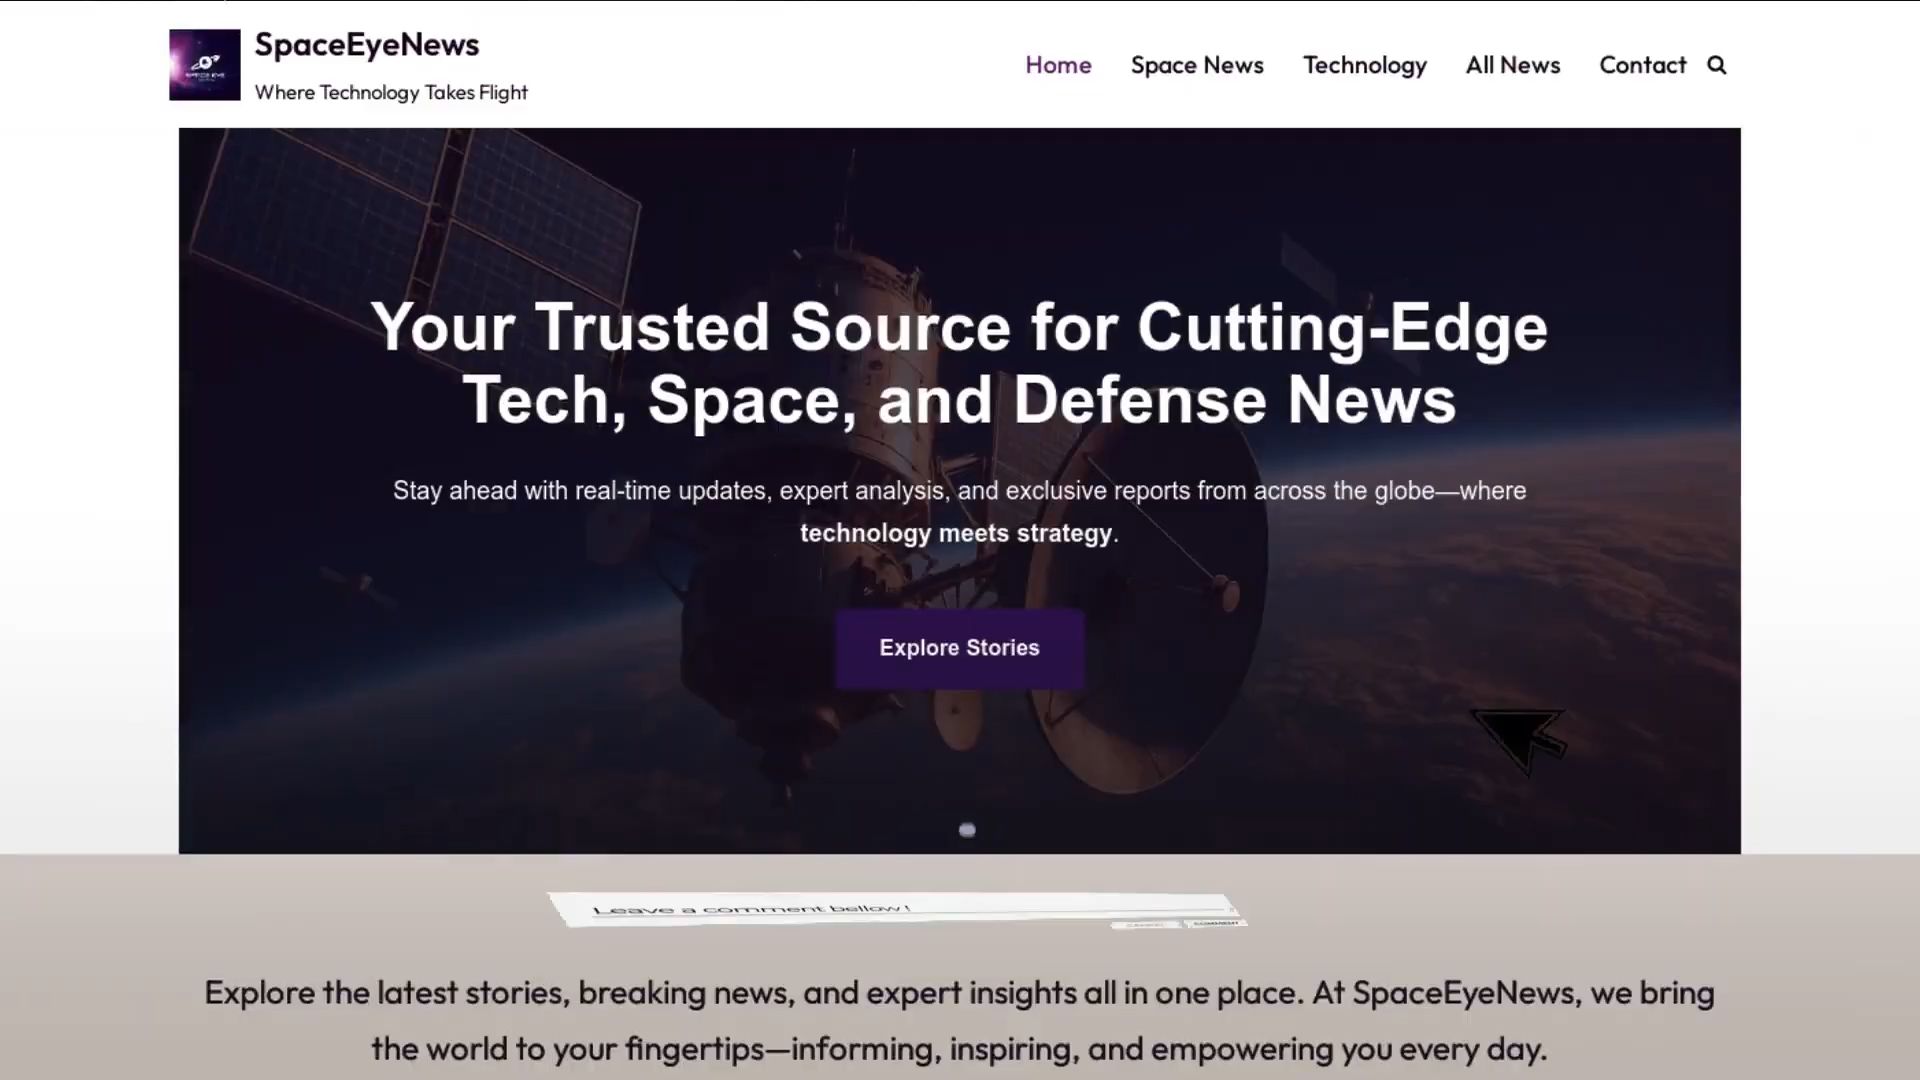 SpaceEyeNews
Where Technology Takes Flight
Home Space News Technology All News Contact
Your Trusted Source for Cutting-Edge
Tech, Space, and Defense News
Stay ahead with real-time updates, expert analysis, and exclusive reports from across the globe—where
technology meets strategy.
Explore Stories
Leave a comment bellow!
COMMENT
Explore the latest stories, breaking news, and expert insights all in one place. At SpaceEyeNews, we bring
the world to your fingertips—informing, inspiring, and empowering you every day.